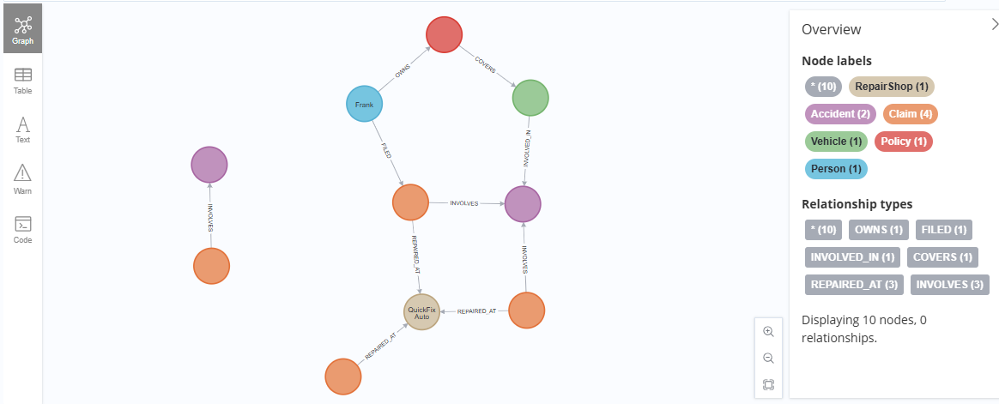 Graph
Table
Text
Warn
Code
OWNS
COVERS
Frank
FILED
INVOLVED_IN
INVOLVES
INVOLVES
REPAIRED_AT
INVOLVES
QuickFix
Auto
REPAIRED_AT
REPAIRED_AT
Overview
Node labels
* (10) RepairShop (1)
Accident (2) Claim (4)
Vehicle (1) Policy (1)
Person (1)
Relationship types
* (10) OWNS (1) FILED (1)
INVOLVED_IN (1) COVERS (1)
REPAIRED_AT (3) INVOLVES (3)
Displaying 10 nodes, 0
relationships.